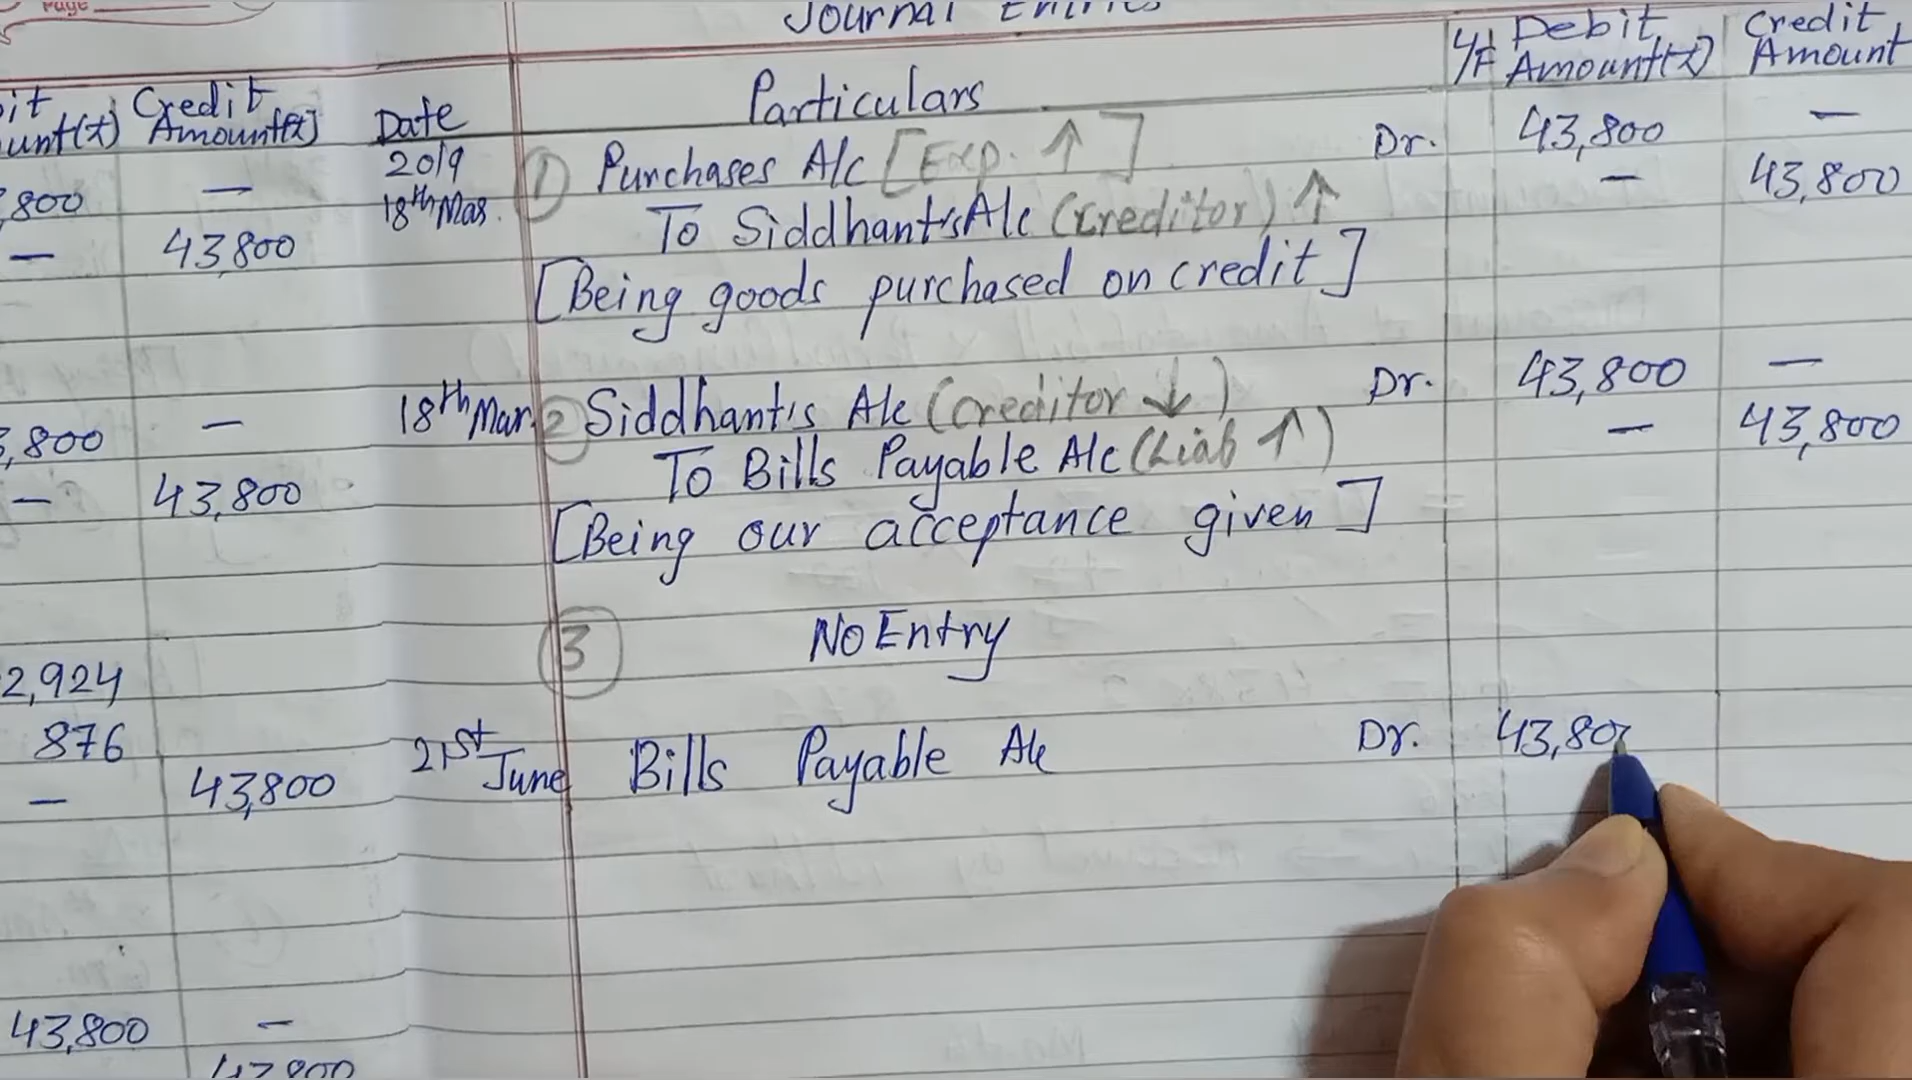 Page
Journal Entries
Date
Particulars
L/F
Debit Amount(₹)
Credit Amount
2019
18th Mar.
① Purchases A/c [Exp. ↑] Dr. 43,800 —
To Siddhant's A/c (Creditor) ↑ — 43,800
[Being goods purchased on credit]
18th Mar. ② Siddhant's A/c (Creditor ↓) Dr. 43,800 —
To Bills Payable A/c (Liab ↑) — 43,800
[Being our acceptance given]
③ No Entry
21st June Bills Payable A/c Dr. 43,80
Credit
Amount(₹)
800 —
— 43,800
,800 —
— 43,800
2,924
876
— 43,800
43,800 —
43,800